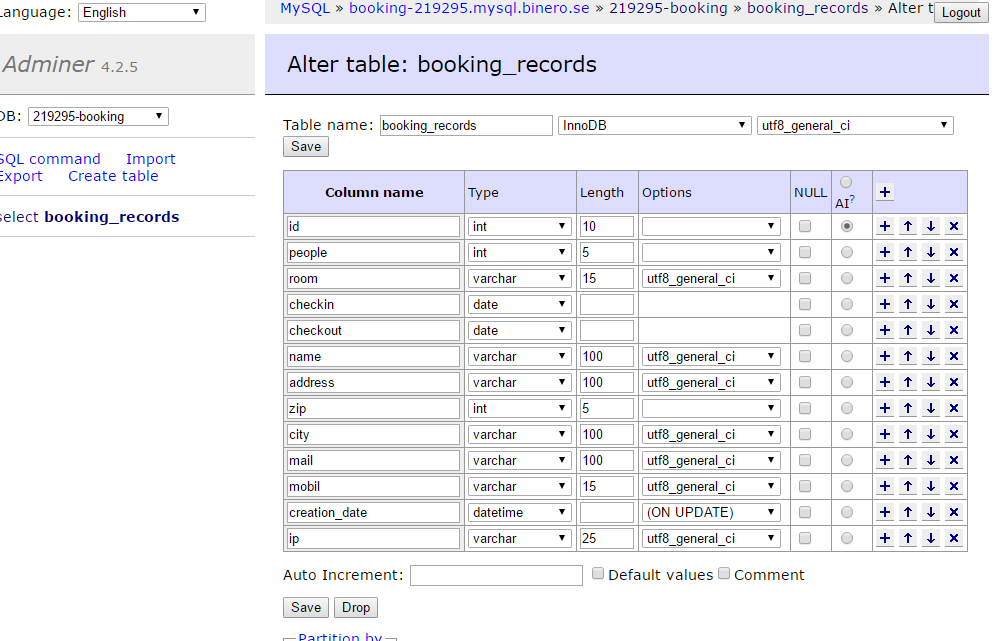 Language: English
MySQL » booking-219295.mysql.binero.se » 219295-booking » booking_records » Alter t
Logout
Adminer 4.2.5
Alter table: booking_records
DB: 219295-booking
Table name: booking_records InnoDB utf8_general_ci
Save
SQL command Import
Export Create table
select booking_records
Column name Type Length Options NULL AI? +
id int 10
people int 5
room varchar 15 utf8_general_ci
checkin date
checkout date
name varchar 100 utf8_general_ci
address varchar 100 utf8_general_ci
zip int 5
city varchar 100 utf8_general_ci
mail varchar 100 utf8_general_ci
mobil varchar 15 utf8_general_ci
creation_date datetime (ON UPDATE)
ip varchar 25 utf8_general_ci
Auto Increment: Default values Comment
Save Drop
Partition by